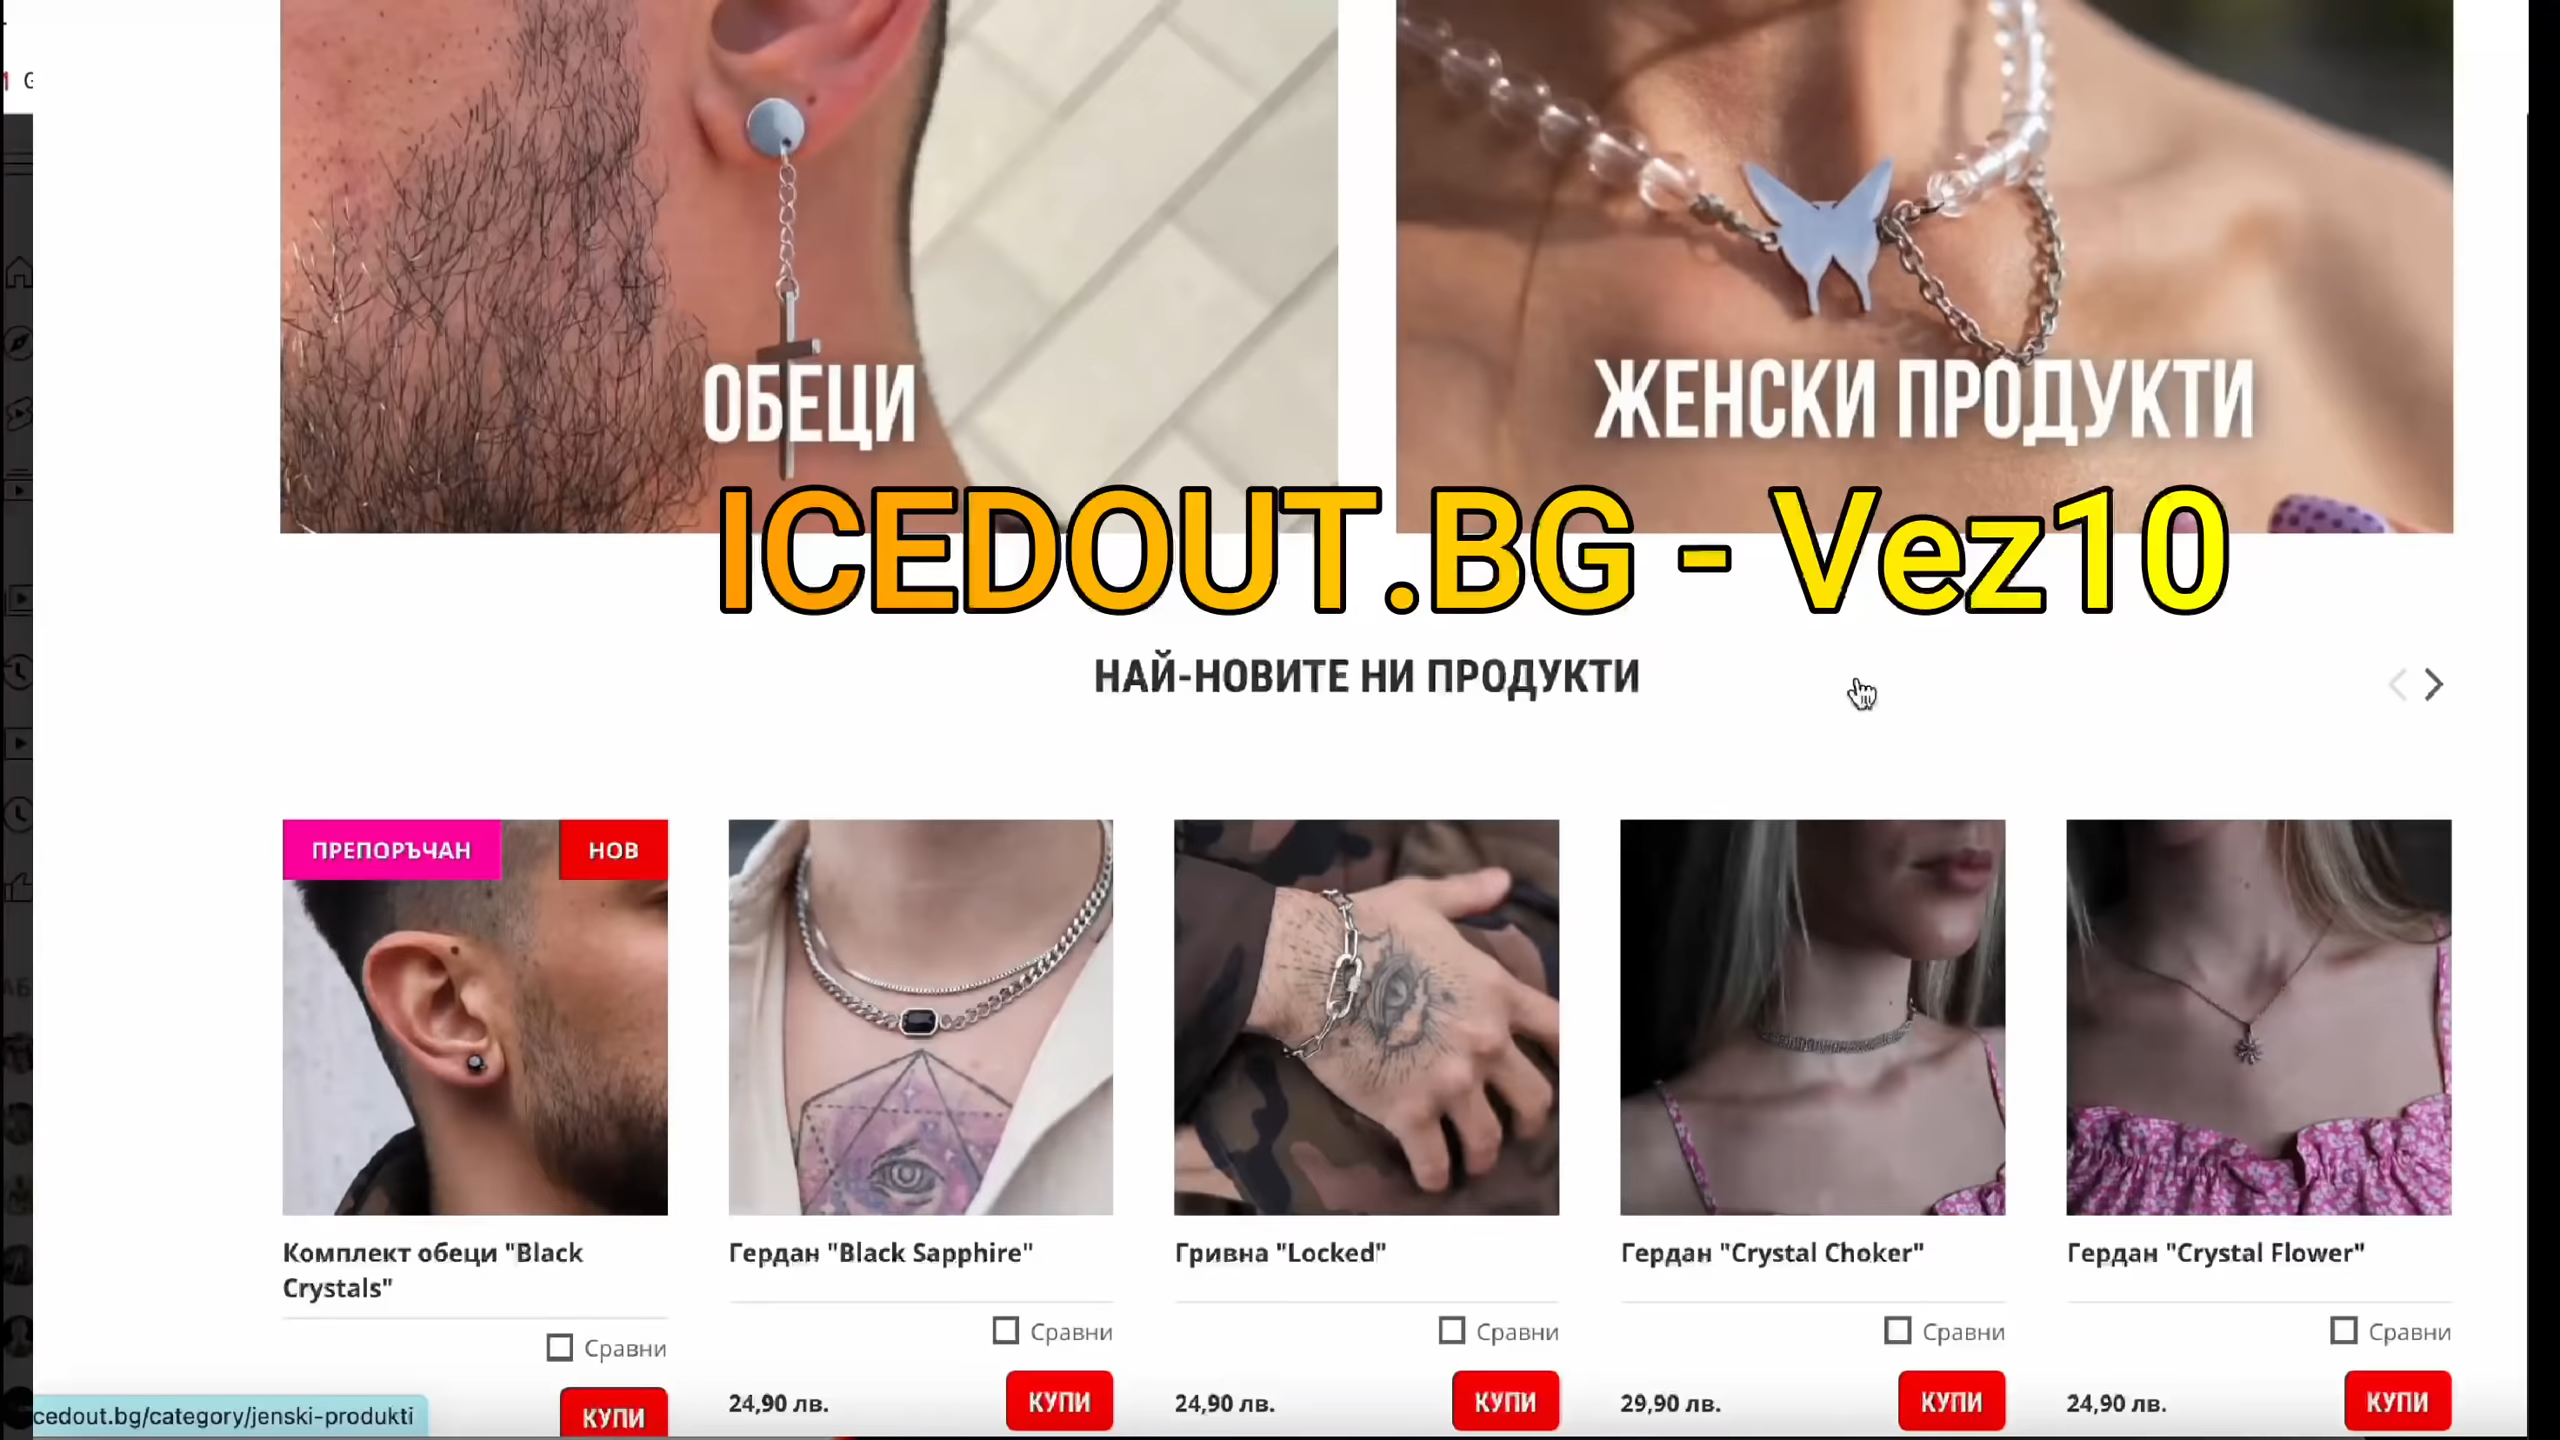 G
ОБЕЦИ
ЖЕНСКИ ПРОДУКТИ
ICEDOUT.BG - Vez10
НАЙ-НОВИТЕ НИ ПРОДУКТИ
ПРЕПОРЪЧАН
НОВ
АБ
Комплект обеци "Black
Crystals"
Гердан "Black Sapphire"
Гривна "Locked"
Гердан "Crystal Choker"
Гердан "Crystal Flower"
Сравни
Сравни
Сравни
Сравни
Сравни
КУПИ
24,90 лв.
КУПИ
24,90 лв.
КУПИ
29,90 лв.
КУПИ
24,90 лв.
КУПИ
cedout.bg/category/jenski-produkti